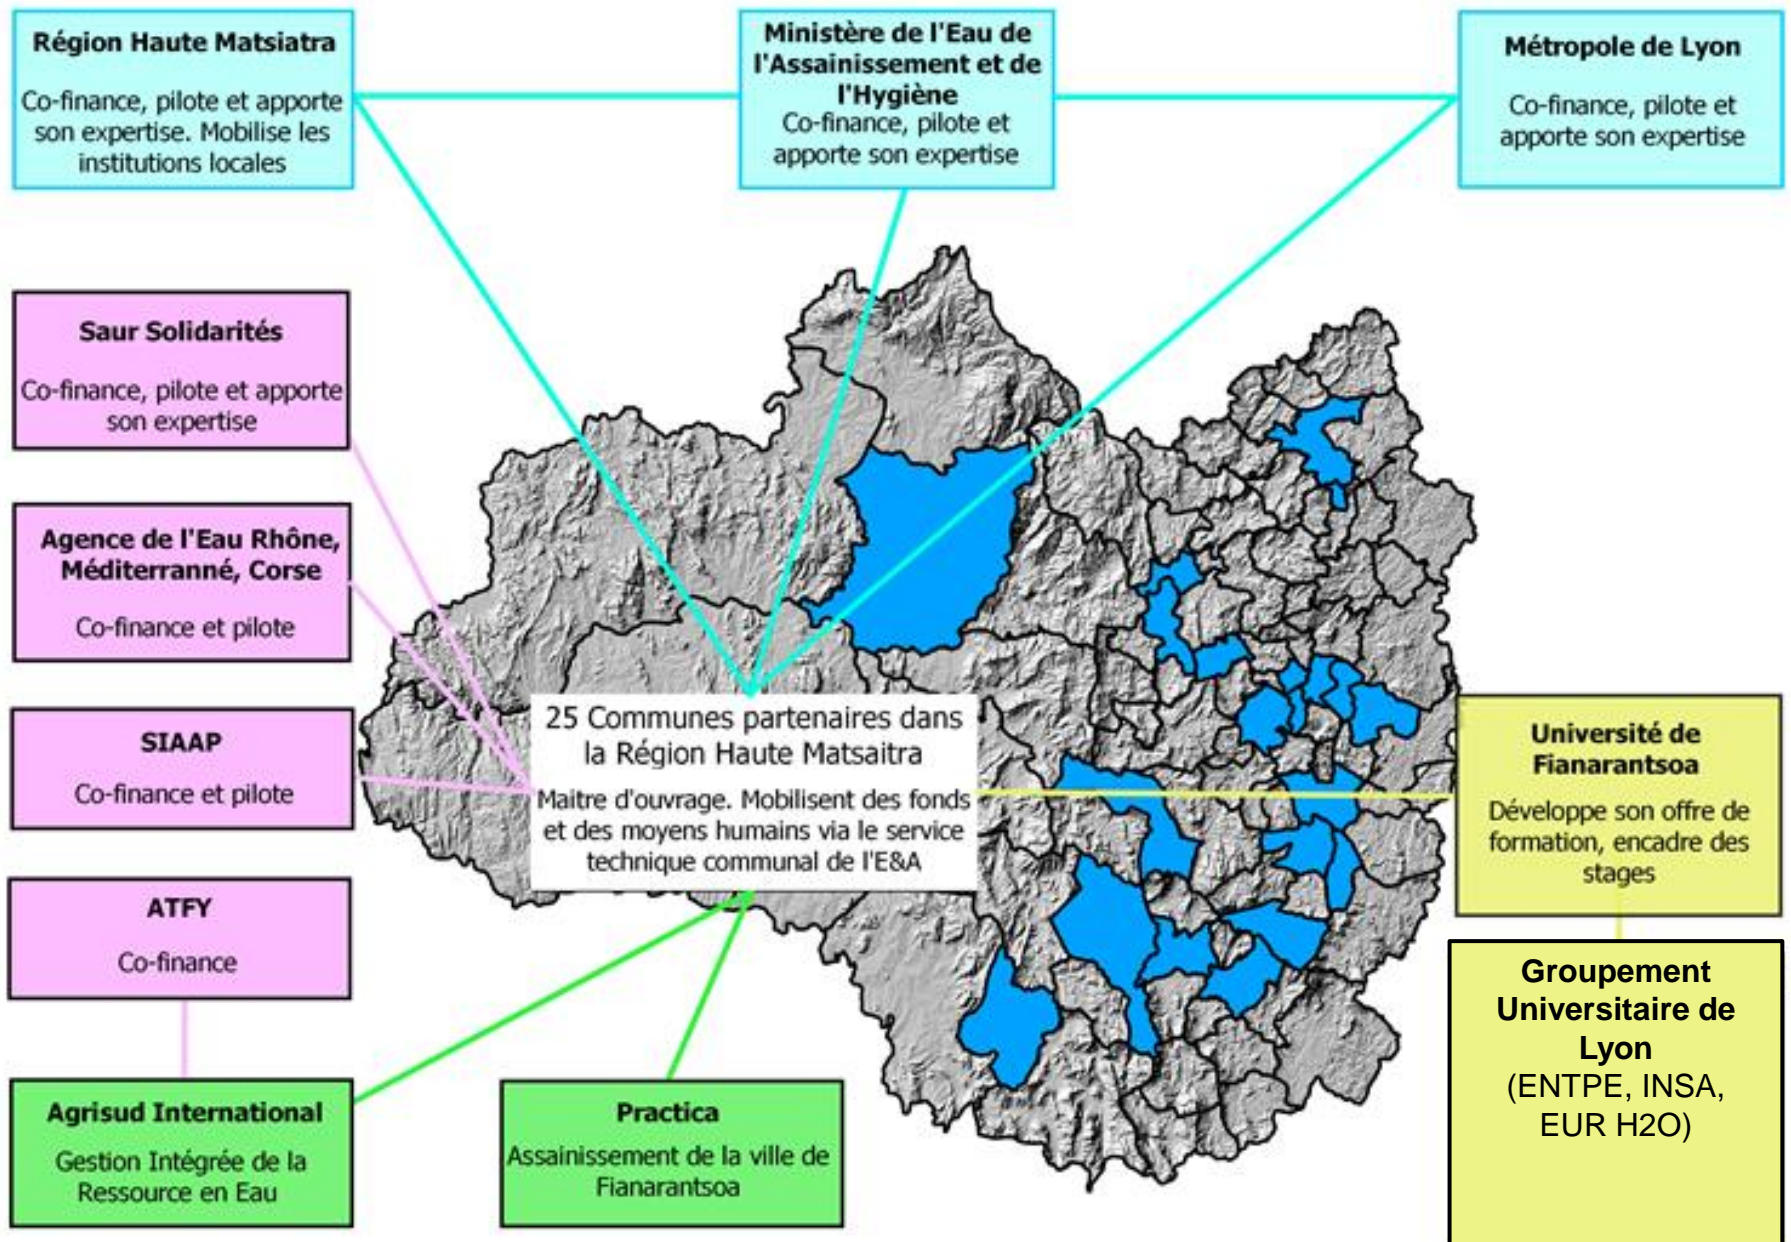 Région Haute Matsiatra
Co-finance, pilote et apporte
son expertise. Mobilise les
institutions locales
Ministère de l'Eau de
l'Assainissement et de
l'Hygiène
Co-finance, pilote et
apporte son expertise
Métropole de Lyon
Co-finance, pilote et
apporte son expertise
Saur Solidarités
Co-finance, pilote et apporte
son expertise
Agence de l'Eau Rhône,
Méditerranné, Corse
Co-finance et pilote
SIAAP
Co-finance et pilote
ATFY
Co-finance
25 Communes partenaires dans
la Région Haute Matsaitra
Maitre d'ouvrage. Mobilisent des fonds
et des moyens humains via le service
technique communal de l'E&A
Université de
Fianarantsoa
Développe son offre de
formation, encadre des
stages
Groupement
Universitaire de
Lyon
(ENTPE, INSA,
EUR H2O)
Agrisud International
Gestion Intégrée de la
Ressource en Eau
Practica
Assainissement de la ville de
Fianarantsoa